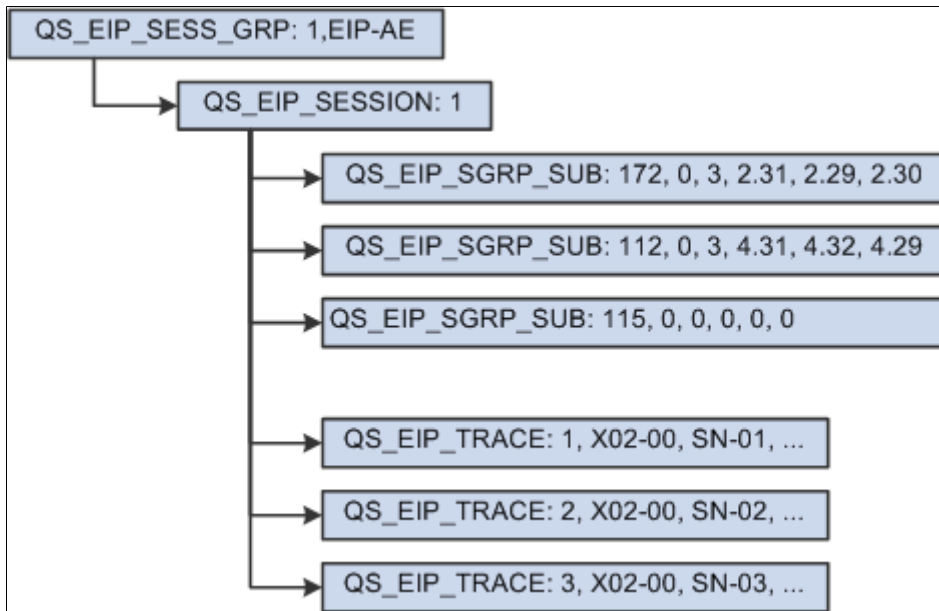 QS_EIP_SESS_GRP: 1,EIP-AE
QS_EIP_SESSION: 1
QS_EIP_SGRP_SUB: 172, 0, 3, 2.31, 2.29, 2.30
QS_EIP_SGRP_SUB: 112, 0, 3, 4.31, 4.32, 4.29
QS_EIP_SGRP_SUB: 115, 0, 0, 0, 0, 0
QS_EIP_TRACE: 1, X02-00, SN-01, ...
QS_EIP_TRACE: 2, X02-00, SN-02, ...
QS_EIP_TRACE: 3, X02-00, SN-03, ...